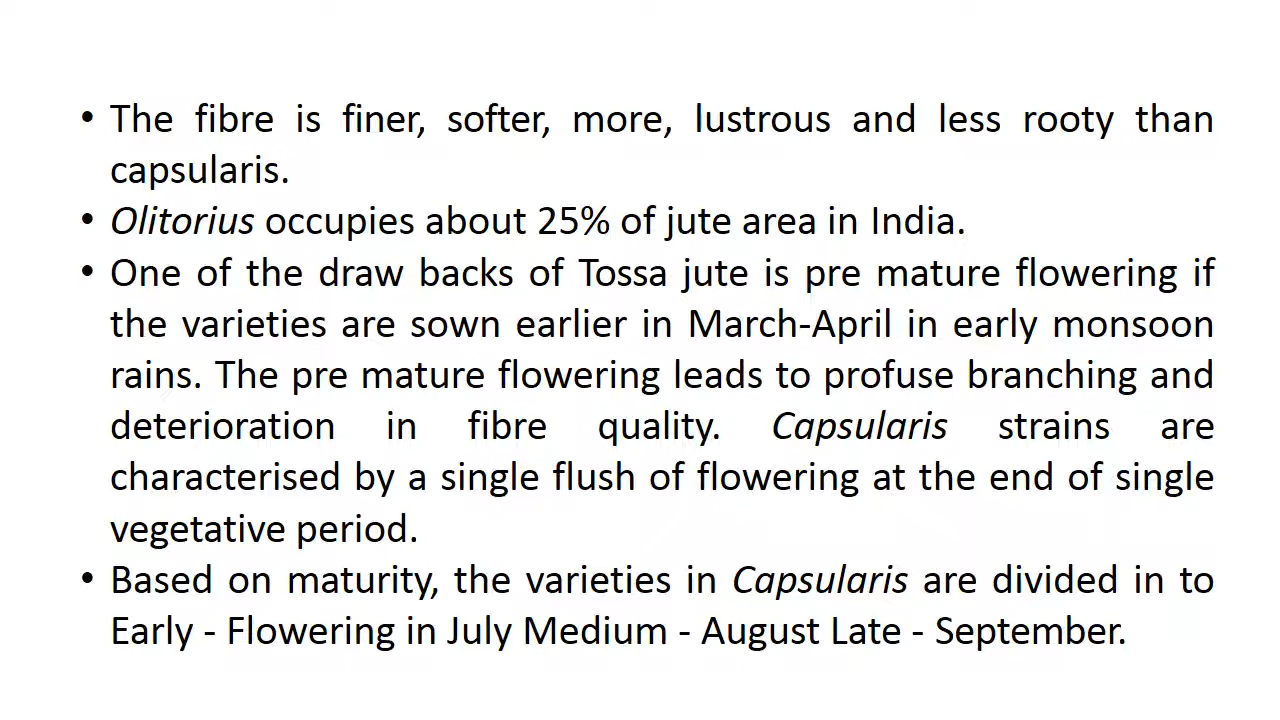 • The fibre is finer, softer, more, lustrous and less rooty than
capsularis.
• Olitorius occupies about 25% of jute area in India.
• One of the draw backs of Tossa jute is pre mature flowering if
the varieties are sown earlier in March-April in early monsoon
rains. The pre mature flowering leads to profuse branching and
deterioration in fibre quality. Capsularis strains are
characterised by a single flush of flowering at the end of single
vegetative period.
• Based on maturity, the varieties in Capsularis are divided in to
Early - Flowering in July Medium - August Late - September.